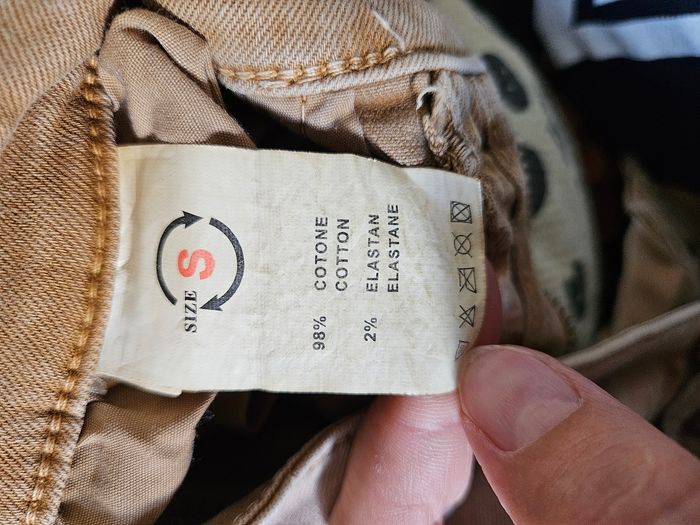 SIZE S
98% COTONE
COTTON
2% ELASTAN
ELASTANE